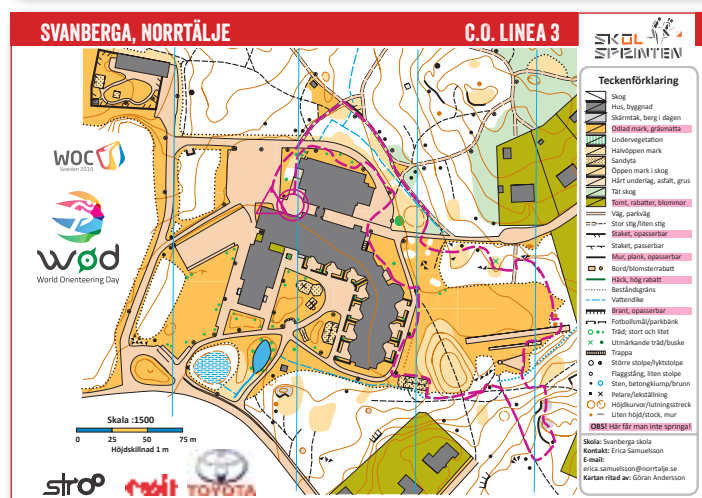 SVANBERGA, NORRTÄLJE
C.O. LINEA 3
SKOL
SPRINTEN
WOC
Sweden 2016
wod
World Orienteering Day
Skala :1500
0 25 50 75 m
Höjdskillnad 1 m
TOYOTA
Teckenförklaring
Skog
Hus, byggnad
Skärmtak, berg i dagen
Odlad mark, gräsmatta
Undervegetation
Halvöppen mark
Sandyta
Öppen mark i skog
Hårt underlag, asfalt, grus
Tät skog
Tomt, rabatter, blommor
Väg, parkväg
Stor stig/liten stig
Staket, opasserbar
Staket, passerbar
Mur, plank, opasserbar
Bord/blomsterrabatt
Häck, hög rabatt
Beståndsgräns
Vattendike
Brant, opasserbar
Fotbollsmål/parkbänk
Träd; stort och litet
Utmärkande träd/buske
Trappa
Större stolpe/lyktstolpe
Flaggstång, liten stolpe
Sten, betongklump/brunn
Pelare/lekställning
Höjdkurvor/lutningsstreck
Liten höjd/stock, mur
OBS! Här får man inte springa!
Skola: Svanberga skola
Kontakt: Erica Samuelsson
E-mail:
erica.samuelsson@norrtalje.se
Kartan ritad av: Göran Andersson